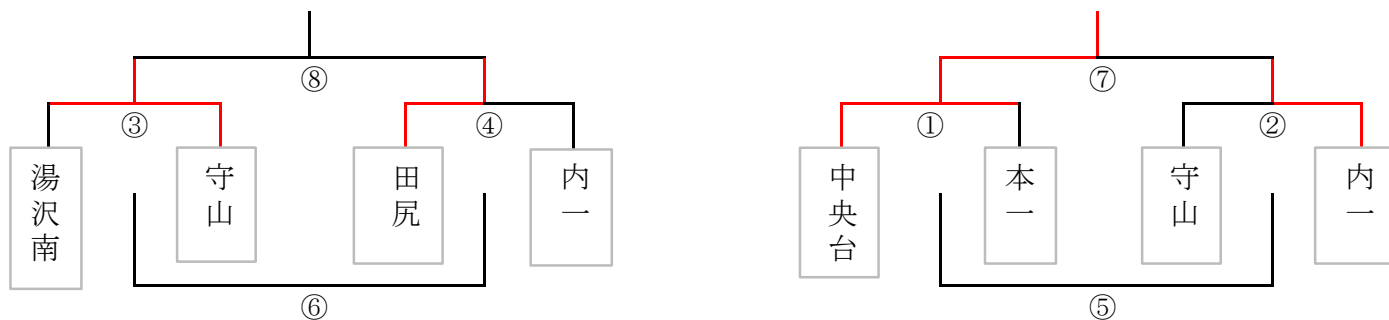 ⑧
⑦
③
④
①
②
湯沢南
守山
田尻
内一
中央台
本一
守山
内一
⑥
⑤